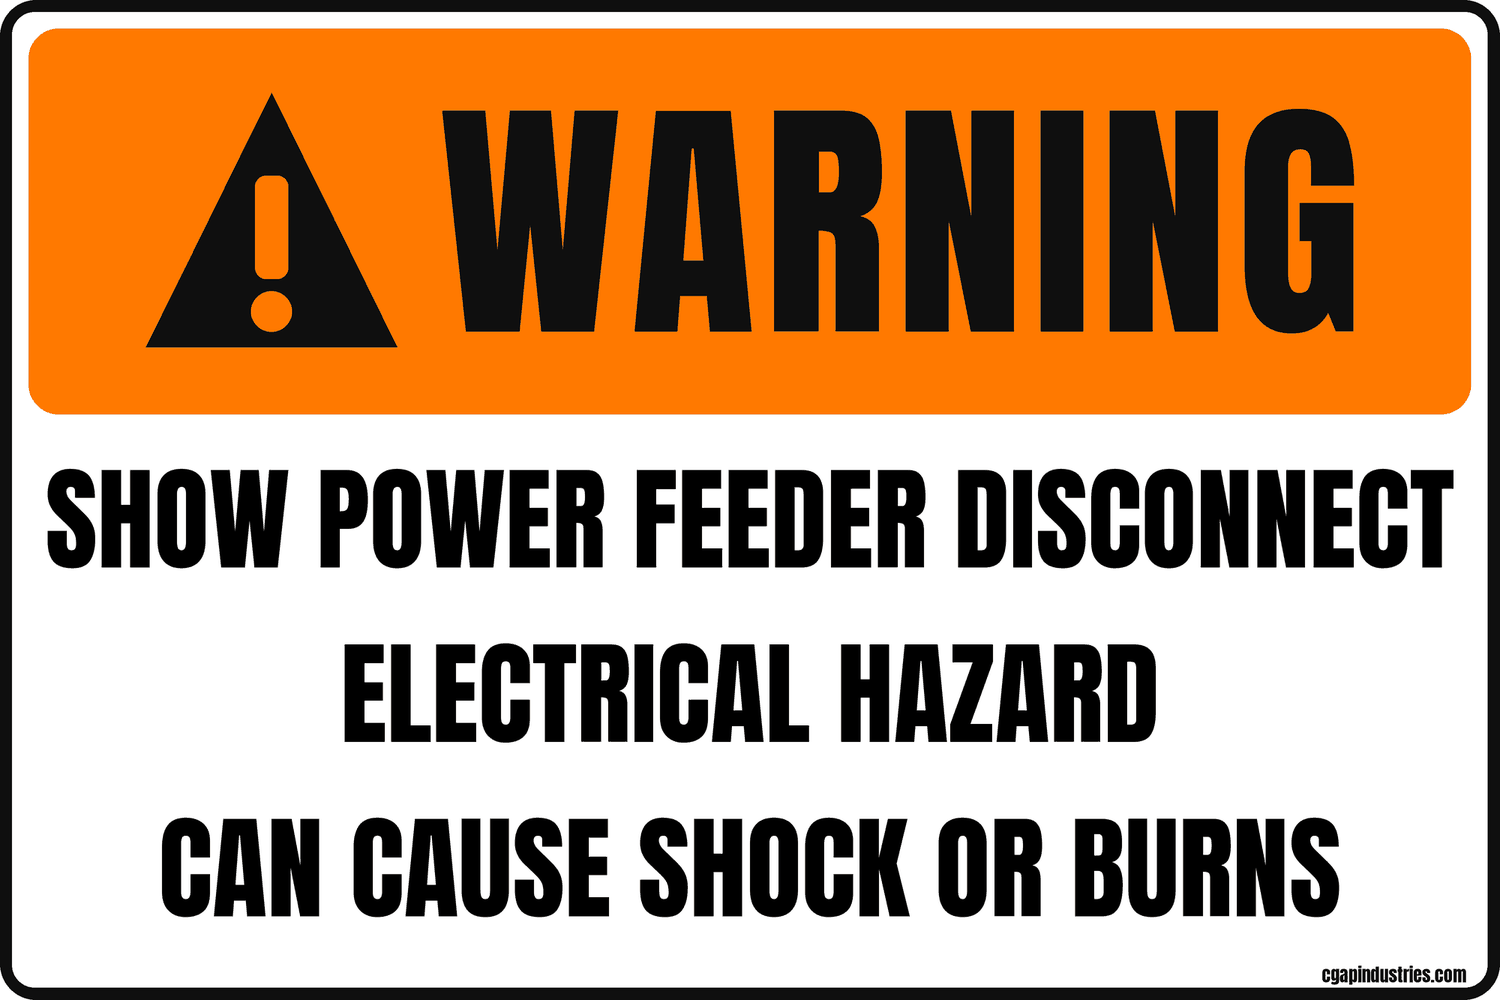 WARNING
SHOW POWER FEEDER DISCONNECT
ELECTRICAL HAZARD
CAN CAUSE SHOCK OR BURNS
cgapindustries.com